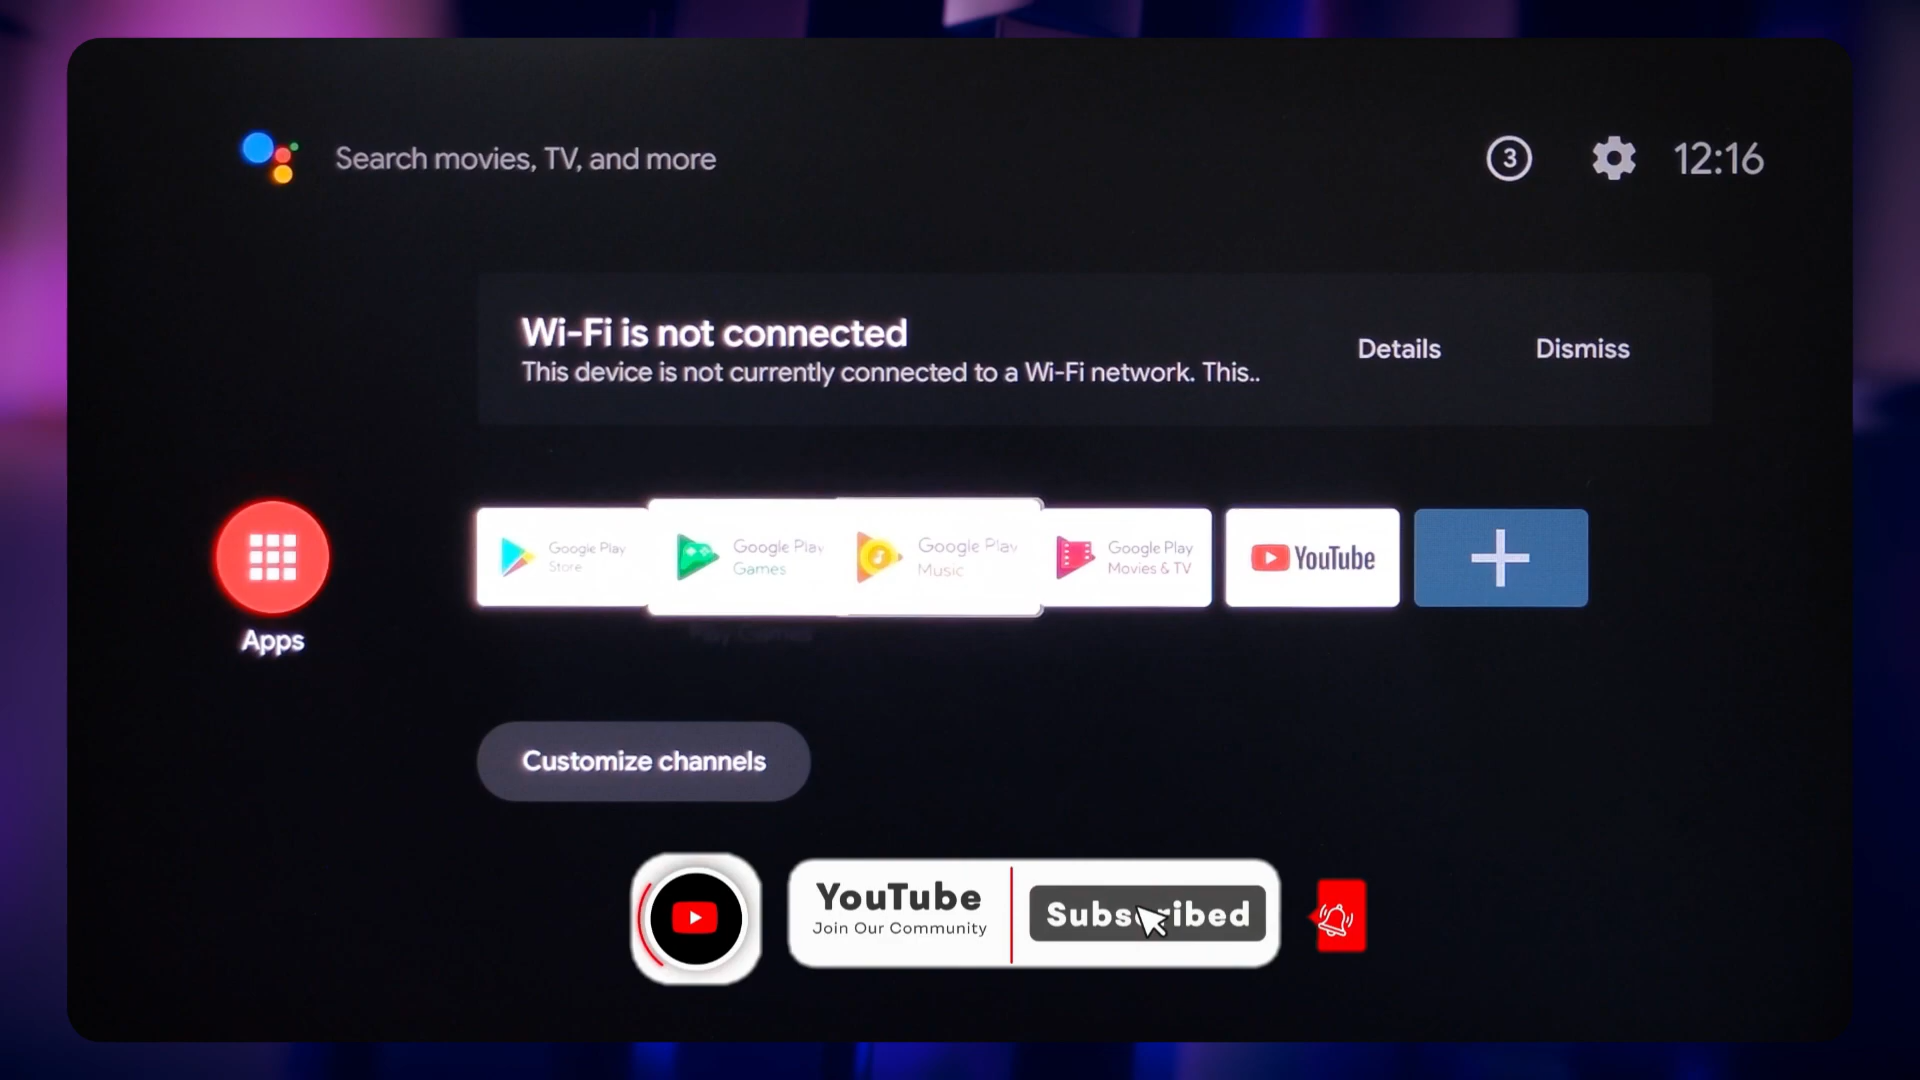 Search movies, TV, and more
3
12:16
Wi-Fi is not connected
This device is not currently connected to a Wi-Fi network. This..
Details
Dismiss
Google Play
Store
Google Play
Games
Google Play
Music
Google Play
Movies & TV
YouTube
Apps
Customize channels
YouTube
Join Our Community
Subscribed